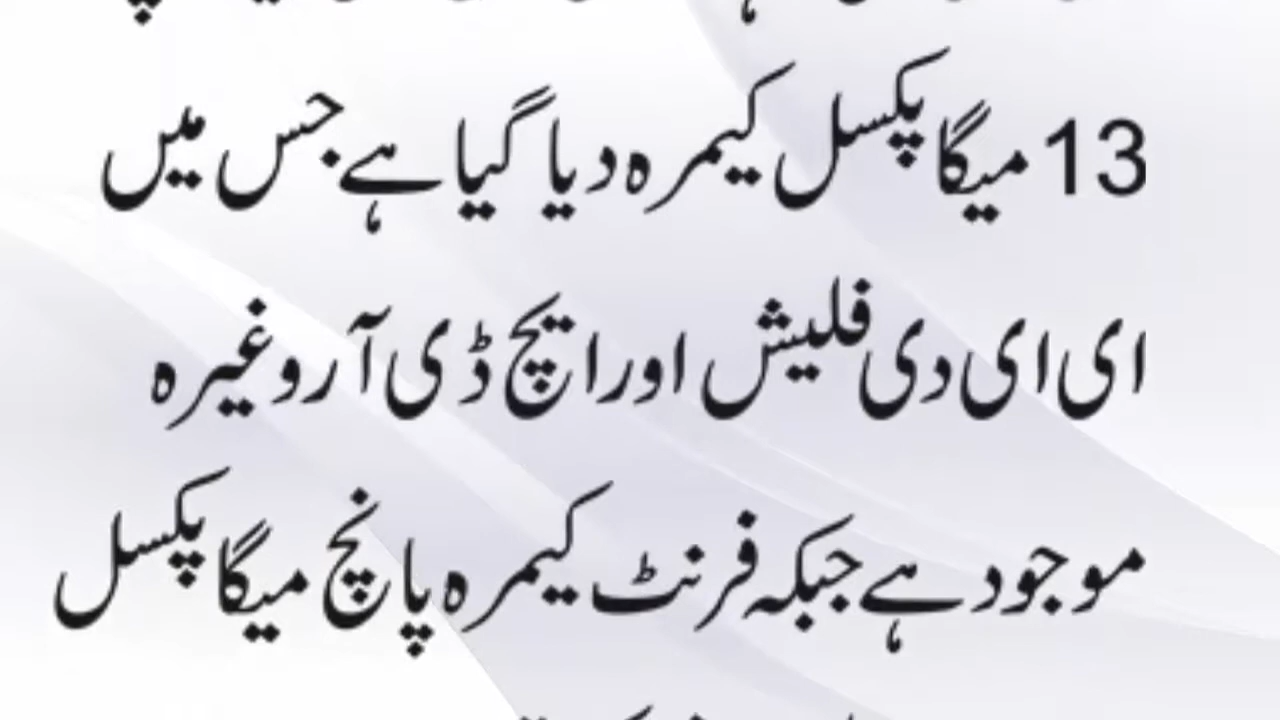 13 میگا پکسل کیمرہ دیا گیا ہے جس میں
ای ای دی فلیش اور ایچ ڈی آر وغیرہ
موجود ہے جبکہ فرنٹ کیمرہ پانچ میگا پکسل